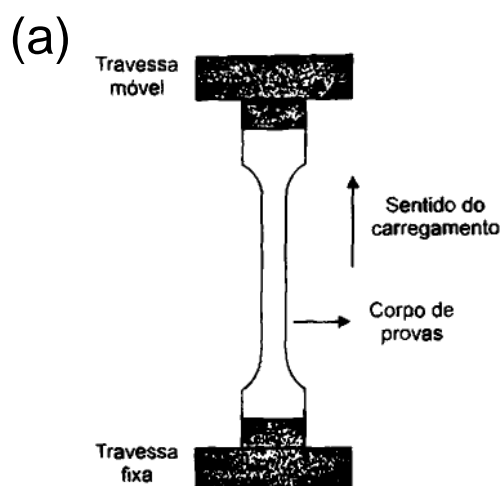 (a)
Travessa
móvel
Sentido do
carregamento
Corpo de
provas
Travessa
fixa